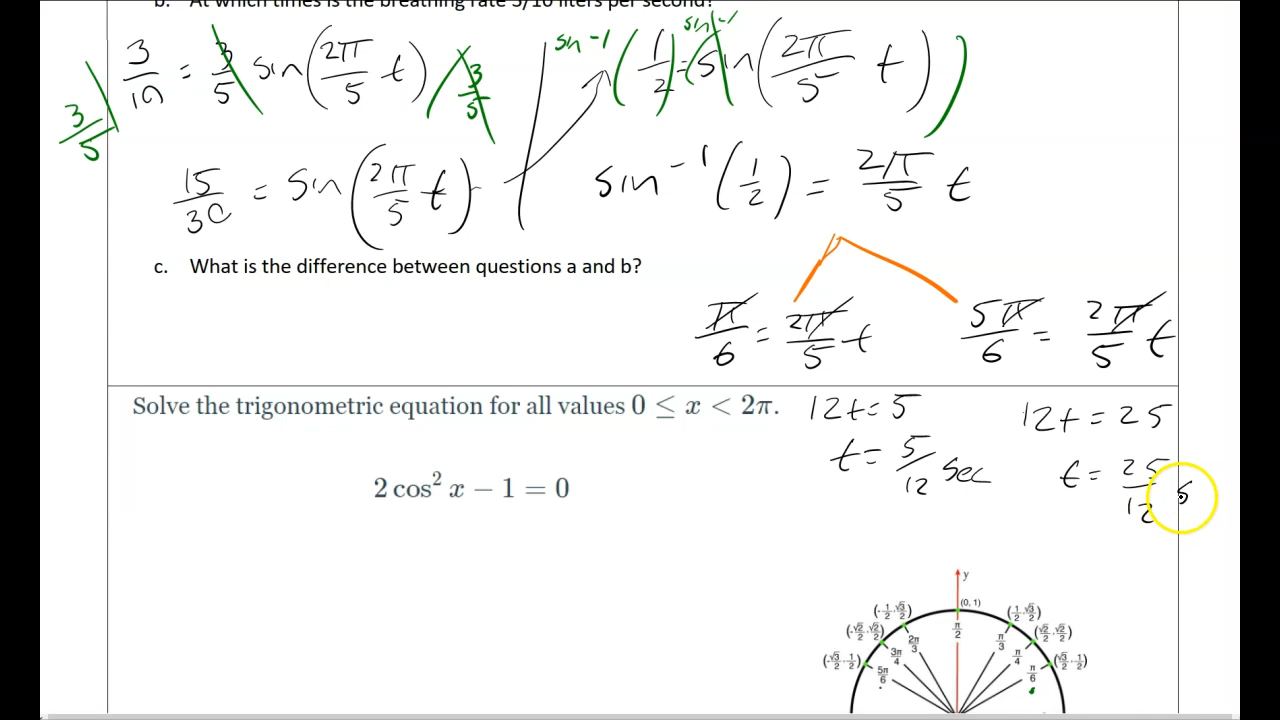 b. At which times is the breathing rate 3/10 liters per second?
3/10 = 3/5 sin(2π/5 t) 3/5
3/5
sin⁻¹(1/2) = sin⁻¹(sin(2π/5 t))
15/30 = sin(2π/5 t)
sin⁻¹(1/2) = 2π/5 t
c. What is the difference between questions a and b?
π/6 = 2π/5 t 5π/6 = 2π/5 t
Solve the trigonometric equation for all values 0 ≤ x < 2π.
12t = 5 12t = 25
t = 5/12 sec t = 25/12 s
2 cos² x − 1 = 0
y
(0, 1)
(-1/2, √3/2) (1/2, √3/2)
(-√2/2, √2/2) π/2 (√2/2, √2/2)
2π/3 π/3
(-√3/2, 1/2) 3π/4 π/4 (√3/2, 1/2)
5π/6 π/6